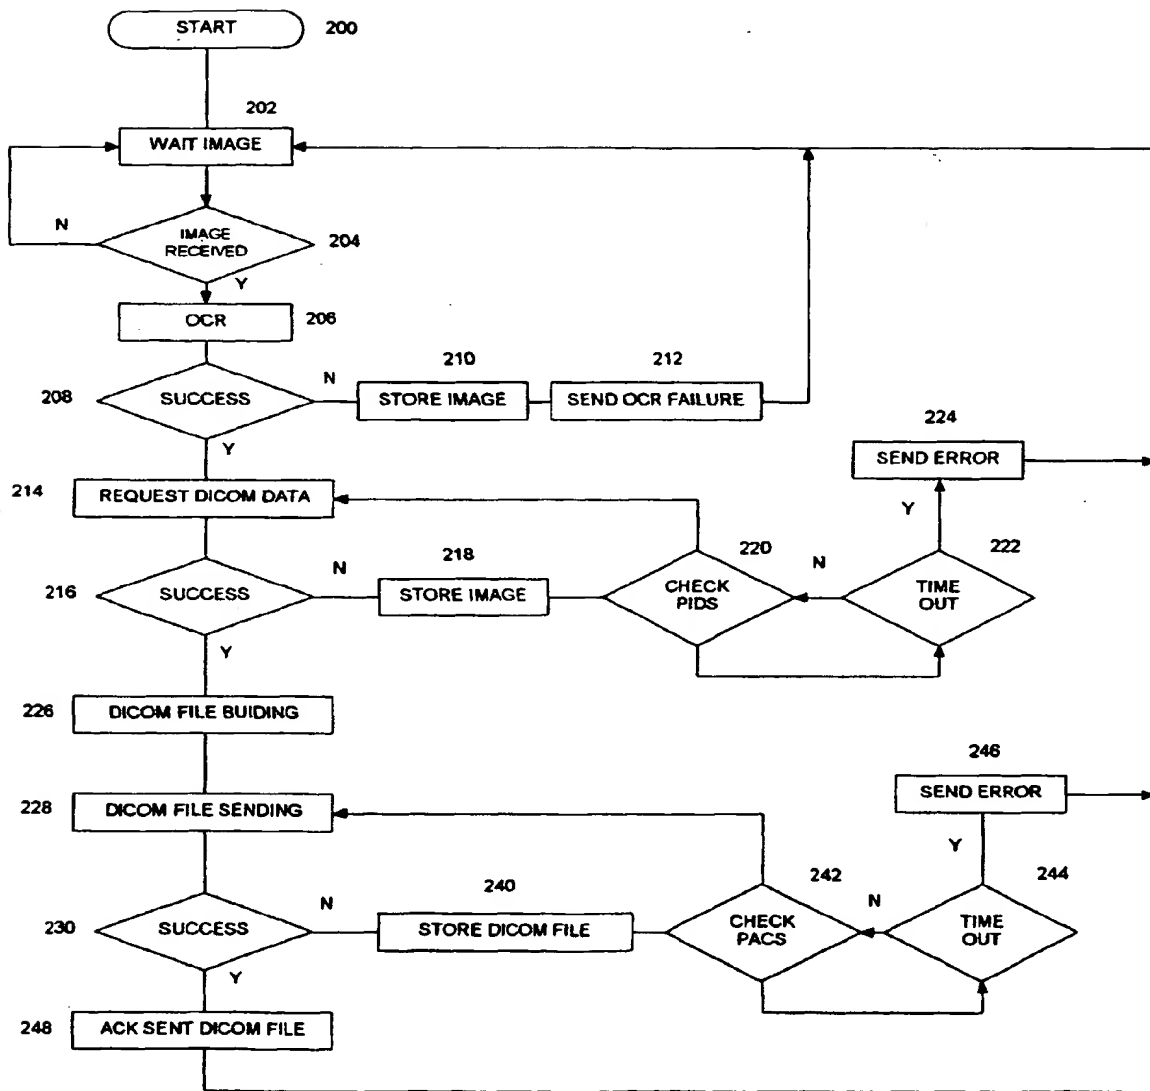 START 200
202
WAIT IMAGE
N
IMAGE
RECEIVED
204
Y
OCR 206
208 SUCCESS N
210
STORE IMAGE
212
SEND OCR FAILURE
Y
224
SEND ERROR
214 REQUEST DICOM DATA
Y
216 SUCCESS N
218
STORE IMAGE
220
CHECK
PIDS
N
222
TIME
OUT
Y
226 DICOM FILE BUIDING
246
SEND ERROR
228 DICOM FILE SENDING
Y
230 SUCCESS N
240
STORE DICOM FILE
242
CHECK
PACS
N
244
TIME
OUT
Y
248 ACK SENT DICOM FILE